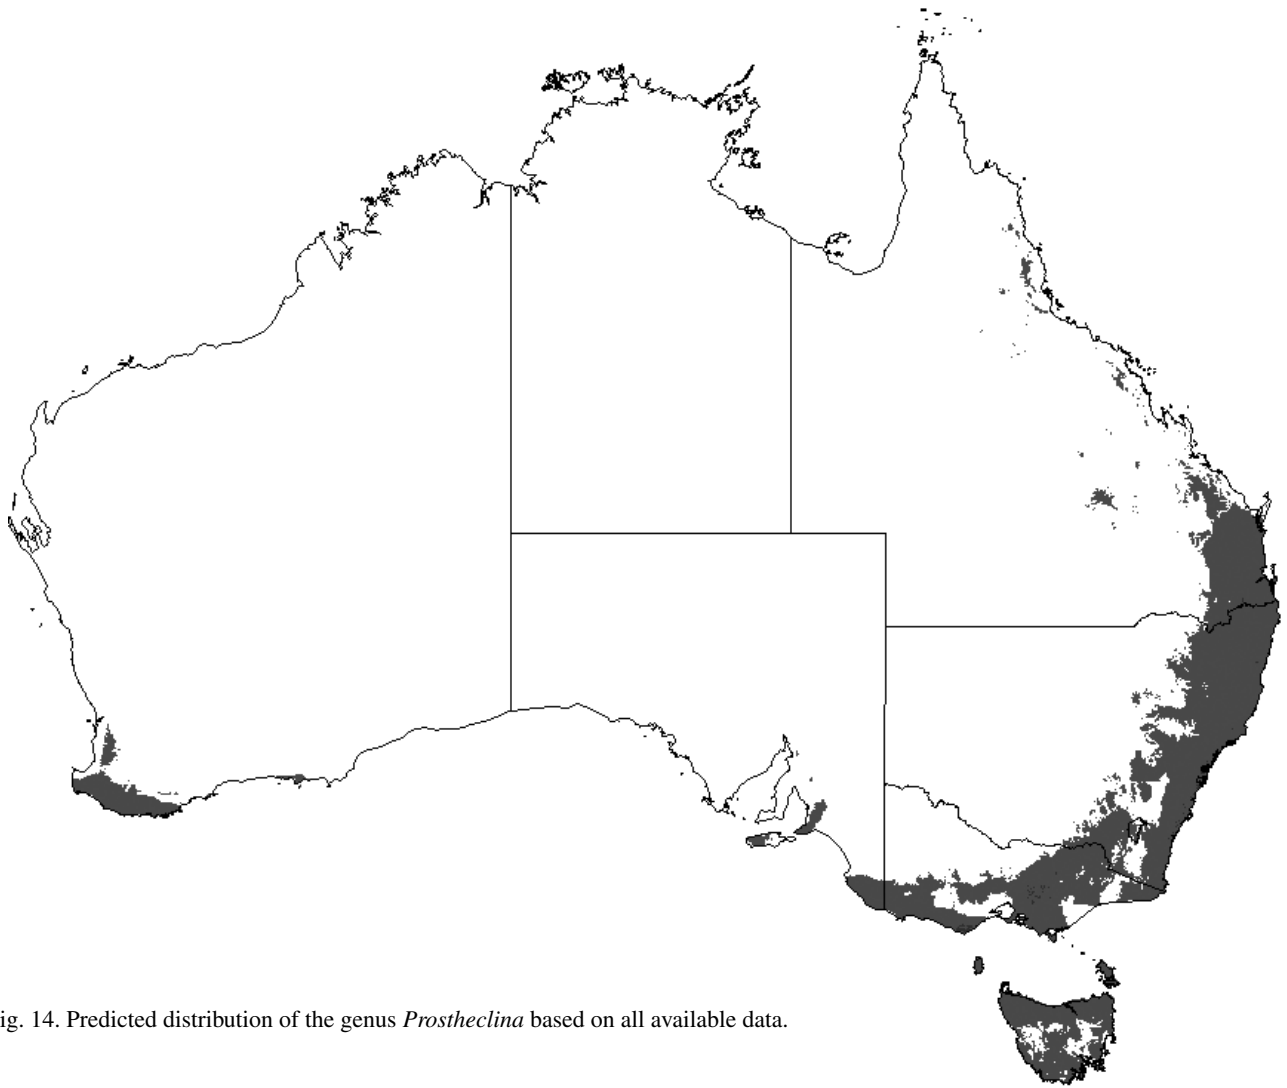 ig. 14. Predicted distribution of the genus Prostheclina based on all available data.